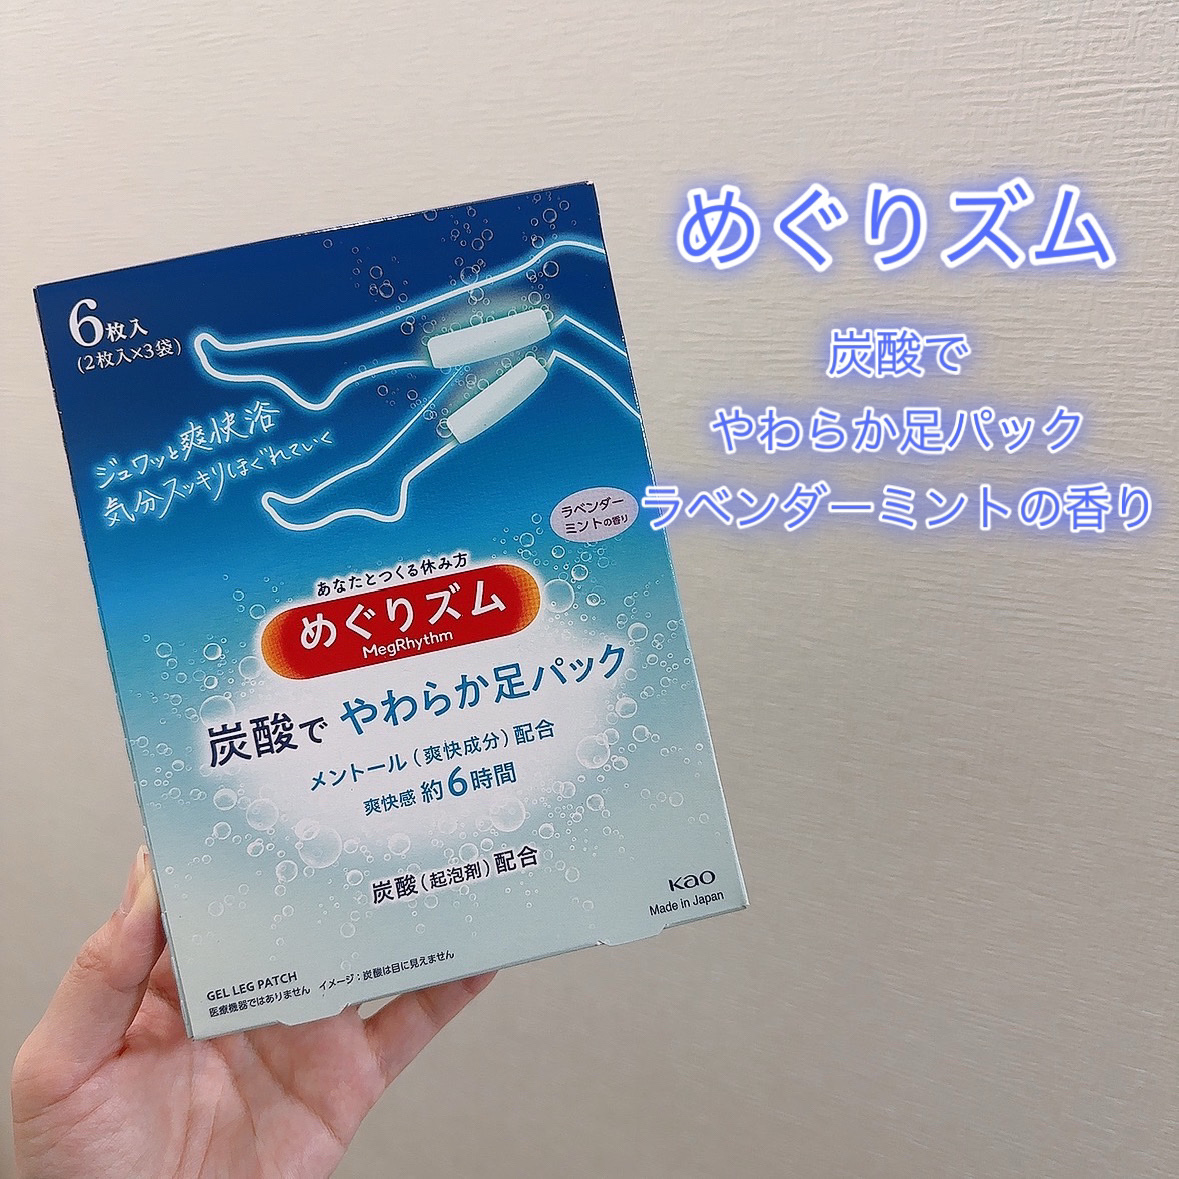 めぐりズム
炭酸で
やわらか足パック
ラベンダーミントの香り
6枚入
(2枚入×3袋)
ジュワッと爽快浴
気分スッキリほぐれていく
ラベンダー
ミントの香り
あなたとつくる休み方
めぐりズム
MegRhythm
炭酸で やわらか足パック
メントール(爽快成分)配合
爽快感 約6時間
炭酸(起泡剤)配合
Kao
Made in Japan
GEL LEG PATCH
医療機器ではありません イメージ:炭酸は目に見えません